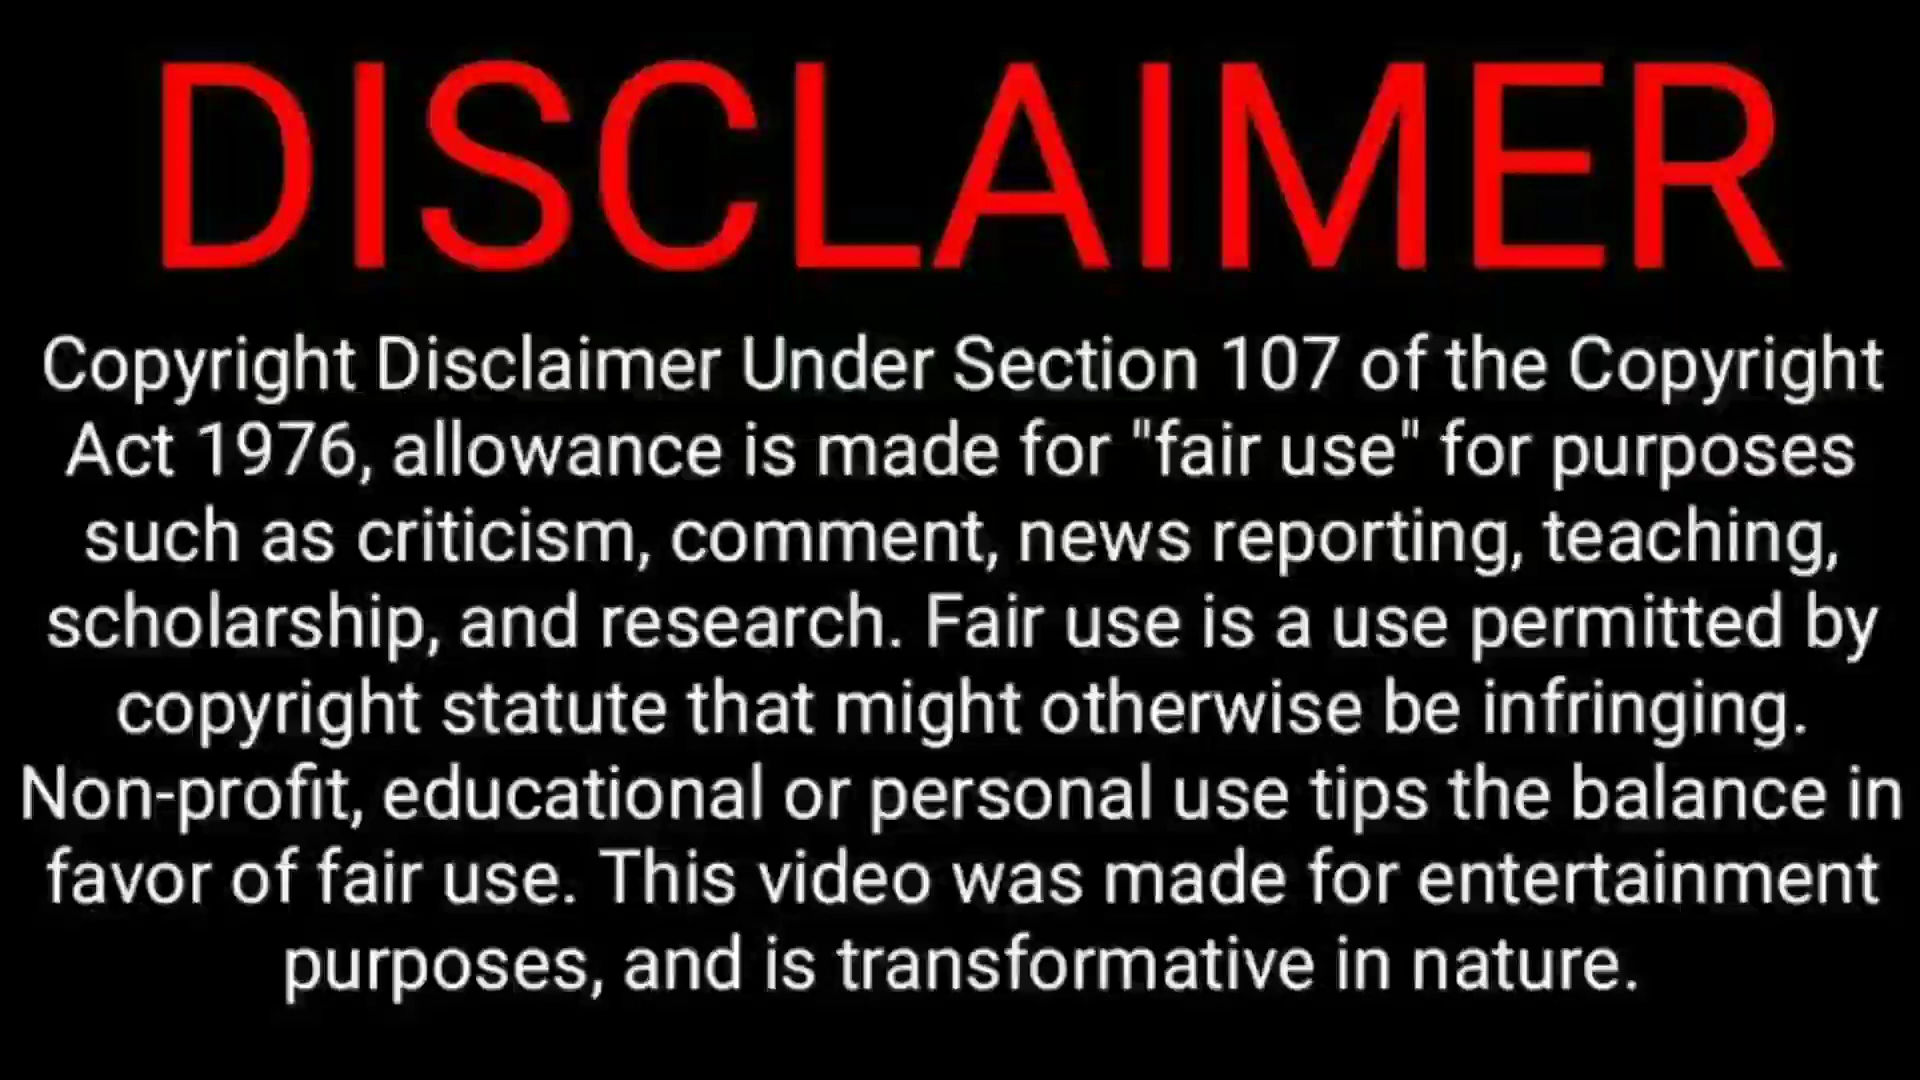 DISCLAIMER
Copyright Disclaimer Under Section 107 of the Copyright
Act 1976, allowance is made for "fair use" for purposes
such as criticism, comment, news reporting, teaching,
scholarship, and research. Fair use is a use permitted by
copyright statute that might otherwise be infringing.
Non-profit, educational or personal use tips the balance in
favor of fair use. This video was made for entertainment
purposes, and is transformative in nature.